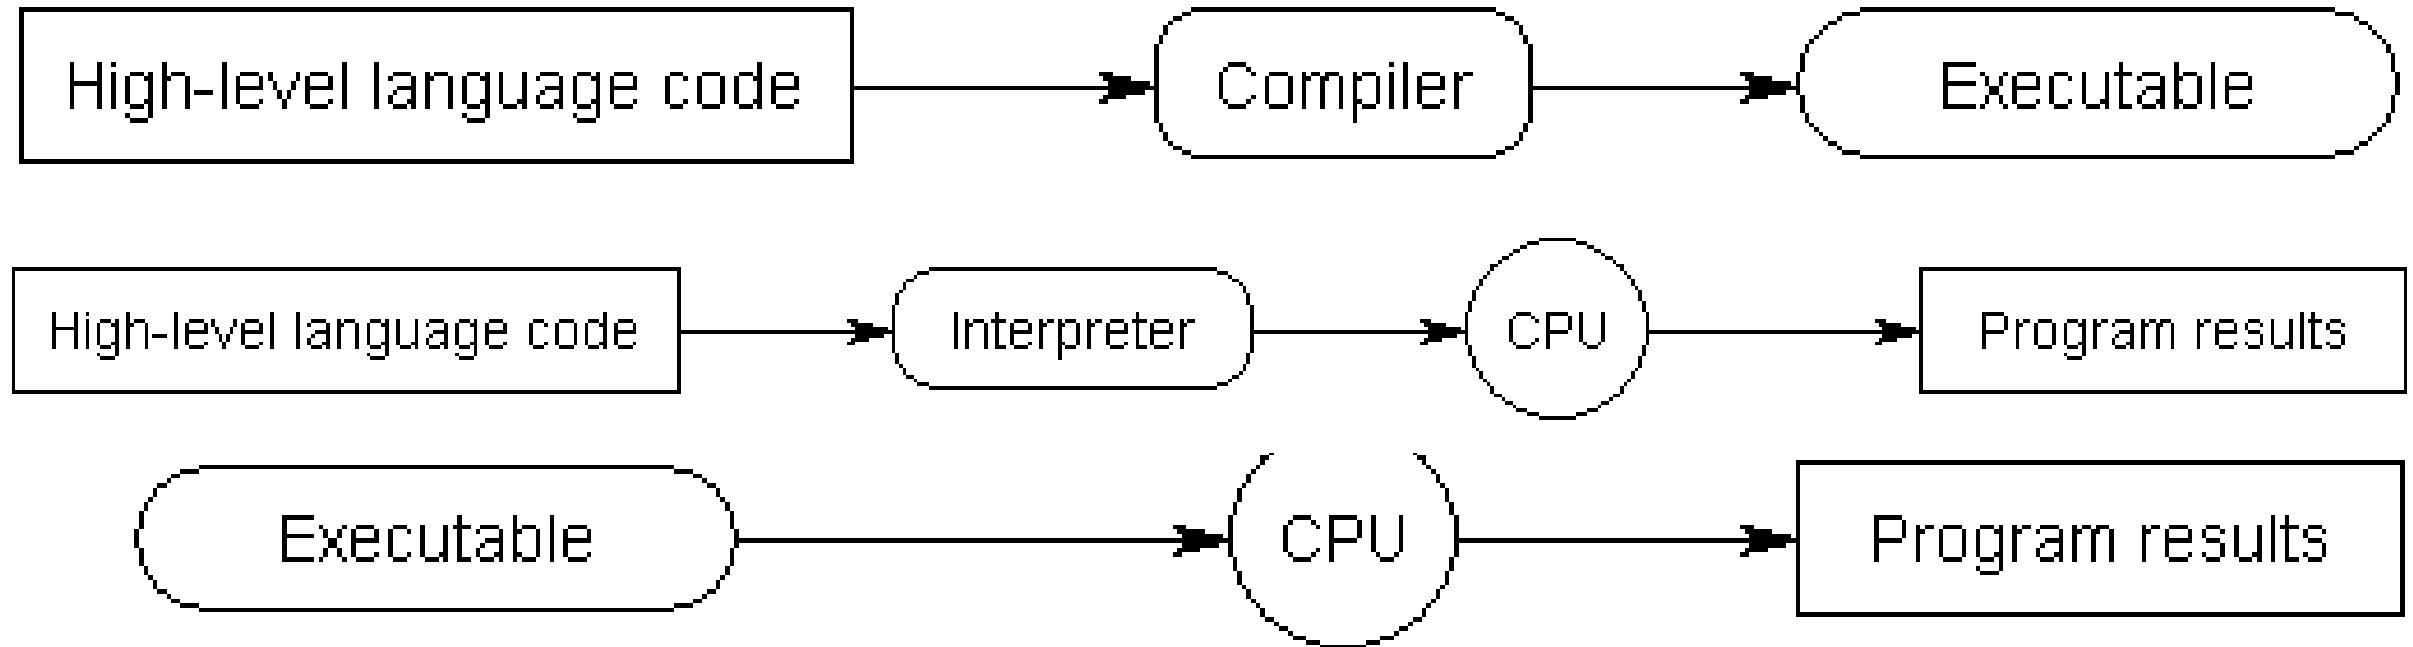 High-level language code Compiler Executable
High-level language code Interpreter CPU Program results
Executable CPU Program results